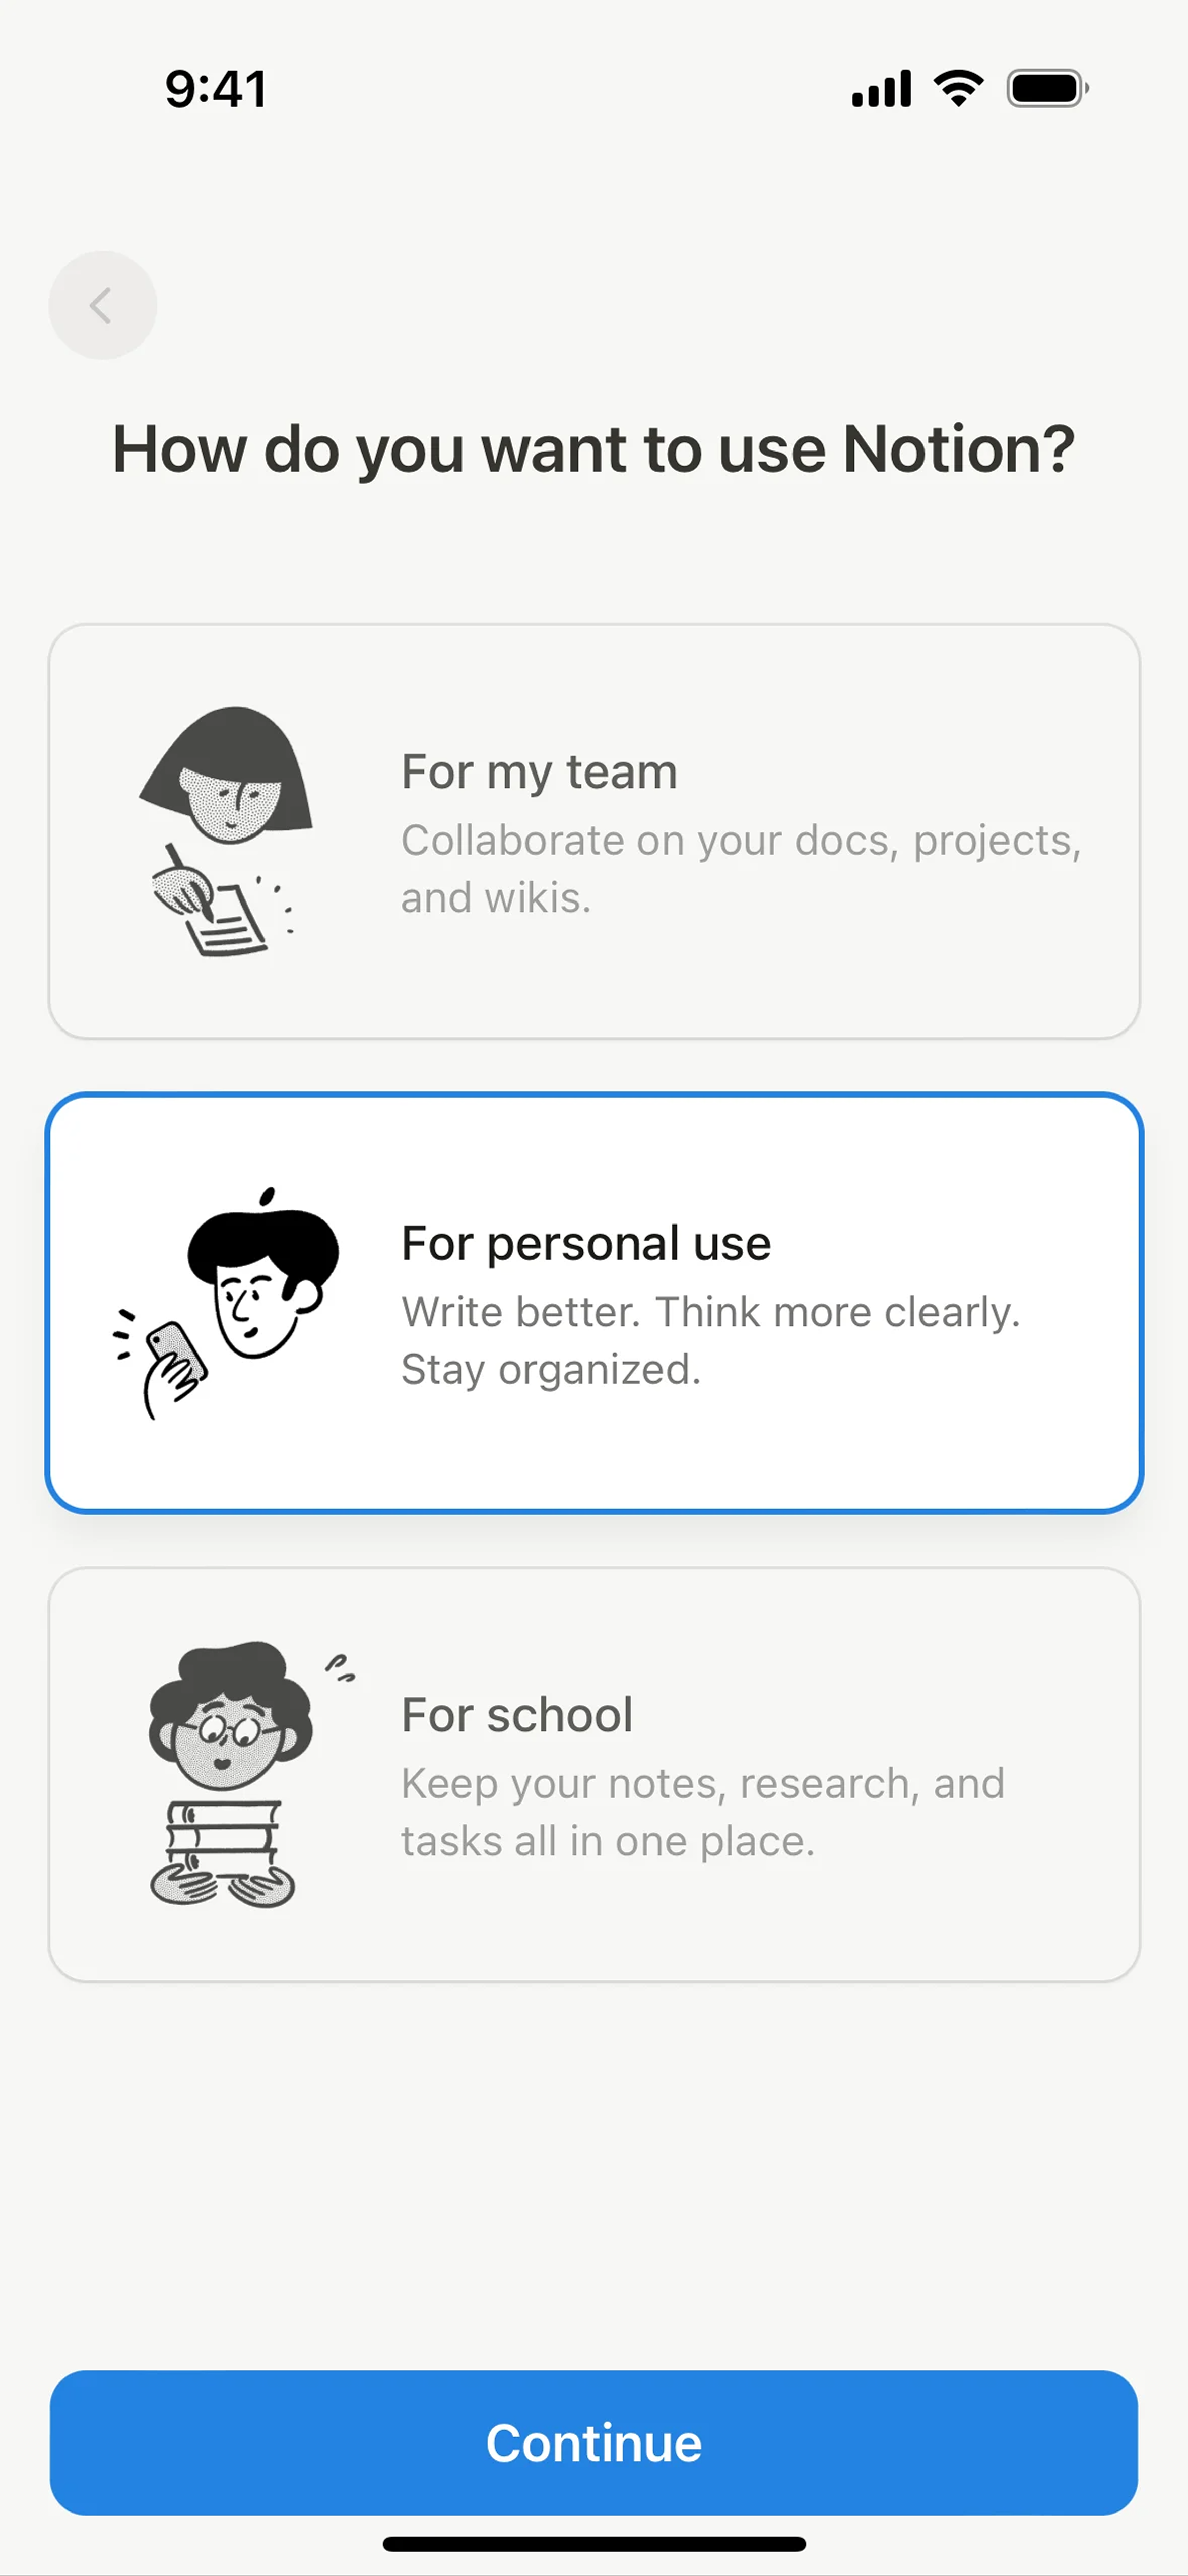 9:41
How do you want to use Notion?
For my team
Collaborate on your docs, projects,
and wikis.
For personal use
Write better. Think more clearly.
Stay organized.
For school
Keep your notes, research, and
tasks all in one place.
Continue